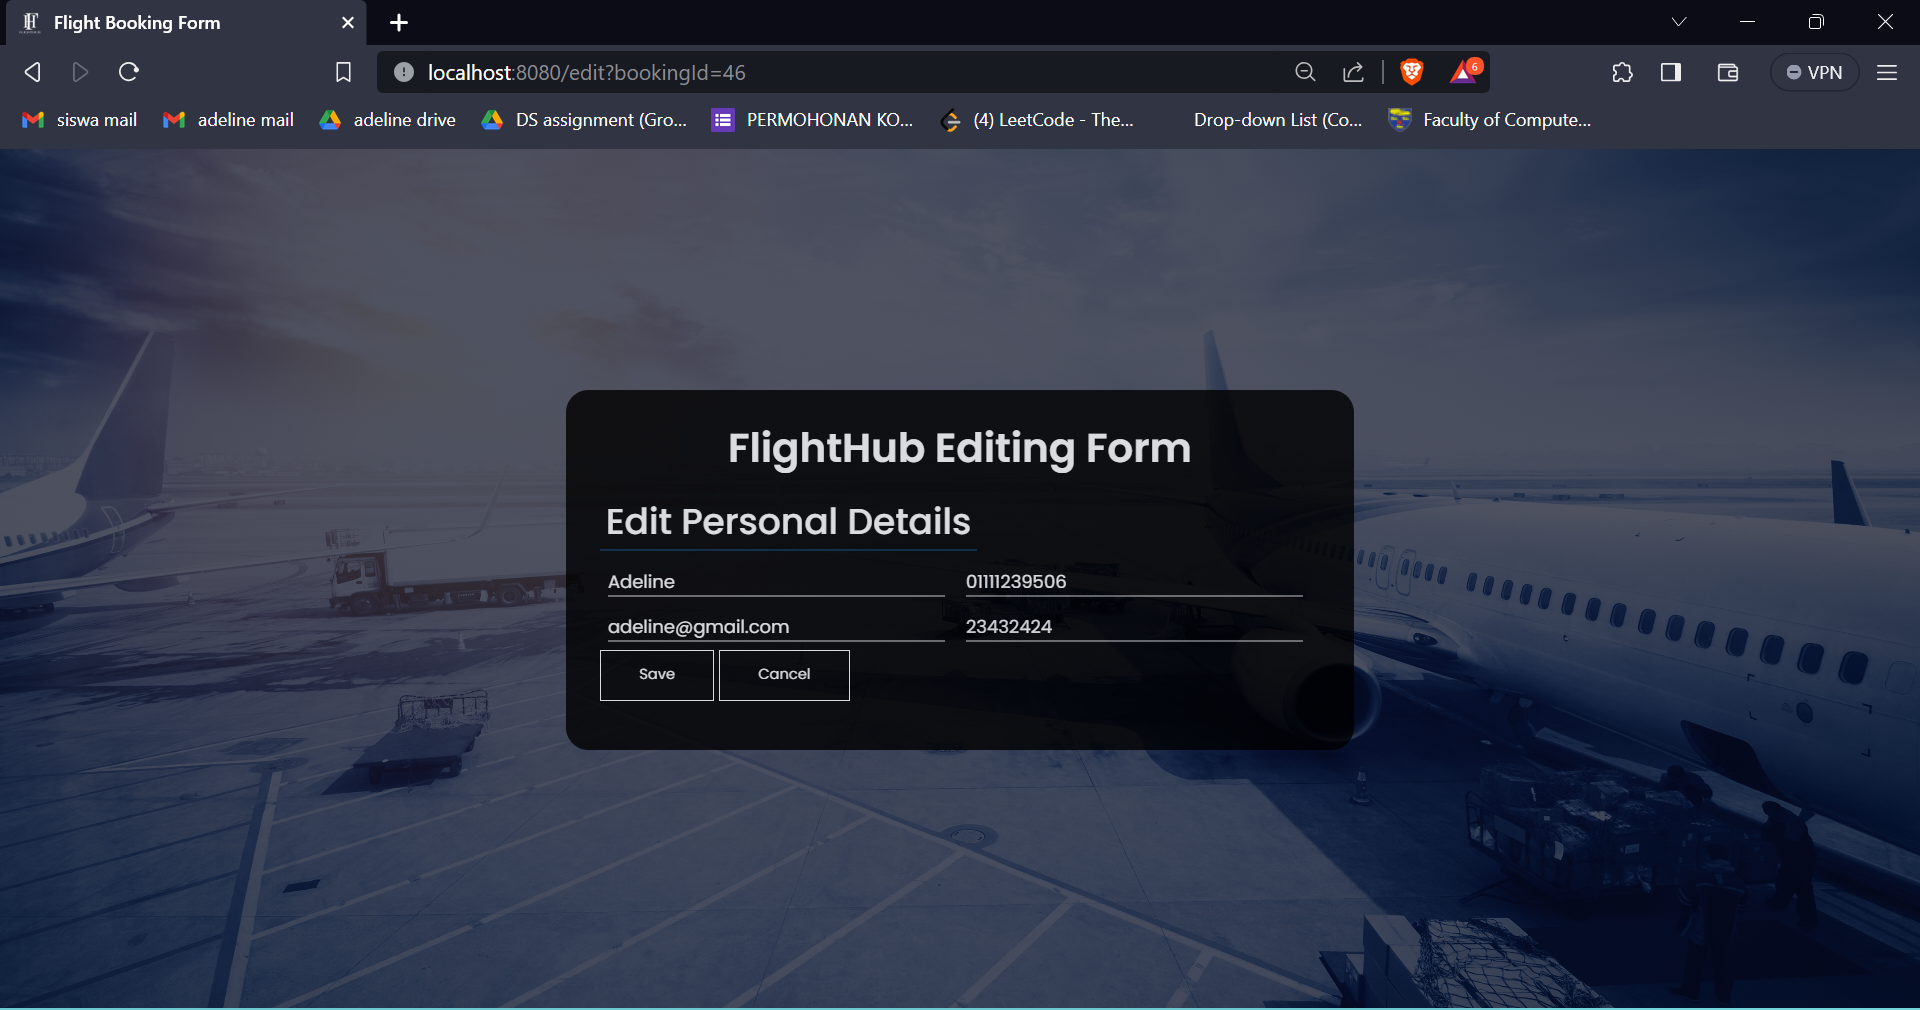 Flight Booking Form
localhost:8080/edit?bookingId=46
6
VPN
siswa mail
adeline mail
adeline drive
DS assignment (Gro...
PERMOHONAN KO...
(4) LeetCode - The...
Drop-down List (Co...
Faculty of Compute...
FlightHub Editing Form
Edit Personal Details
Adeline
01111239506
adeline@gmail.com
23432424
Save
Cancel